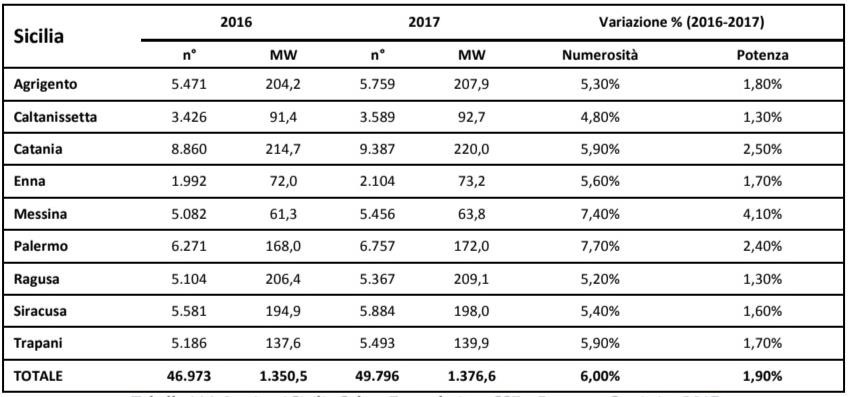 Sicilia 2016 2017 Variazione % (2016-2017)
n° MW n° MW Numerosità Potenza
Agrigento 5.471 204,2 5.759 207,9 5,30% 1,80%
Caltanissetta 3.426 91,4 3.589 92,7 4,80% 1,30%
Catania 8.860 214,7 9.387 220,0 5,90% 2,50%
Enna 1.992 72,0 2.104 73,2 5,60% 1,70%
Messina 5.082 61,3 5.456 63,8 7,40% 4,10%
Palermo 6.271 168,0 6.757 172,0 7,70% 2,40%
Ragusa 5.104 206,4 5.367 209,1 5,20% 1,30%
Siracusa 5.581 194,9 5.884 198,0 5,40% 1,60%
Trapani 5.186 137,6 5.493 139,9 5,90% 1,70%
TOTALE 46.973 1.350,5 49.796 1.376,6 6,00% 1,90%